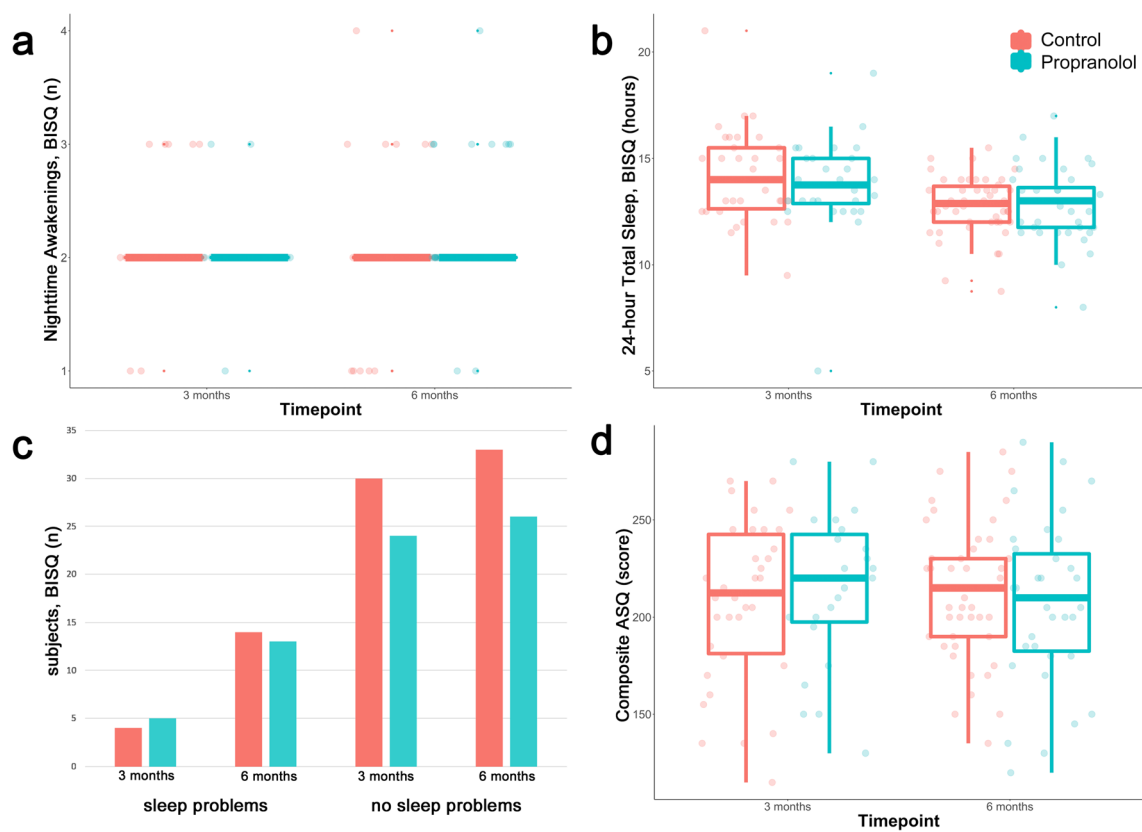 a
Nighttime Awakenings, BISQ (n)
4
3
2
1
3 months
6 months
Timepoint
b
Control
Propranolol
24-hour Total Sleep, BISQ (hours)
20
15
10
5
3 months
6 months
Timepoint
c
subjects, BISQ (n)
35
30
25
20
15
10
5
0
3 months
6 months
3 months
6 months
sleep problems
no sleep problems
d
Composite ASQ (score)
250
200
150
3 months
6 months
Timepoint